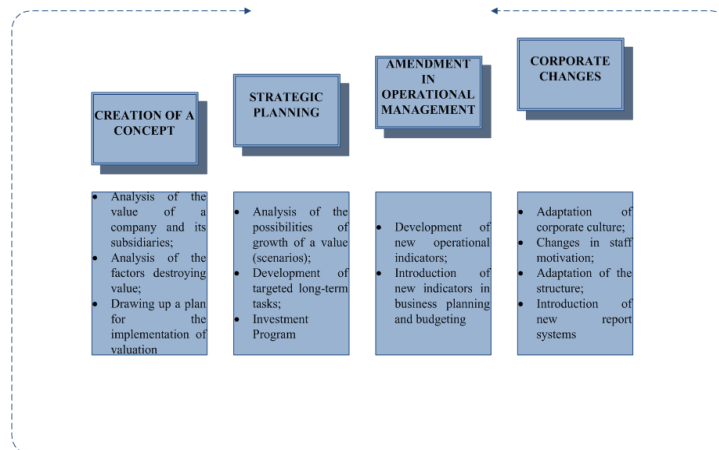 CREATION OF A
CONCEPT
STRATEGIC
PLANNING
AMENDMENT
IN
OPERATIONAL
MANAGEMENT
CORPORATE
CHANGES
• Analysis of the
value of a
company and its
subsidiaries;
• Analysis of the
factors destroying
value;
• Drawing up a plan
for the
implementation of
valuation
• Analysis of the
possibilities of
growth of a value
(scenarios);
• Development of
targeted long-term
tasks;
• Investment
Program
• Development of
new operational
indicators;
• Introduction of
new indicators in
business planning
and budgeting
• Adaptation of
corporate culture;
• Changes in staff
motivation;
• Adaptation of the
structure;
• Introduction of
new report
systems